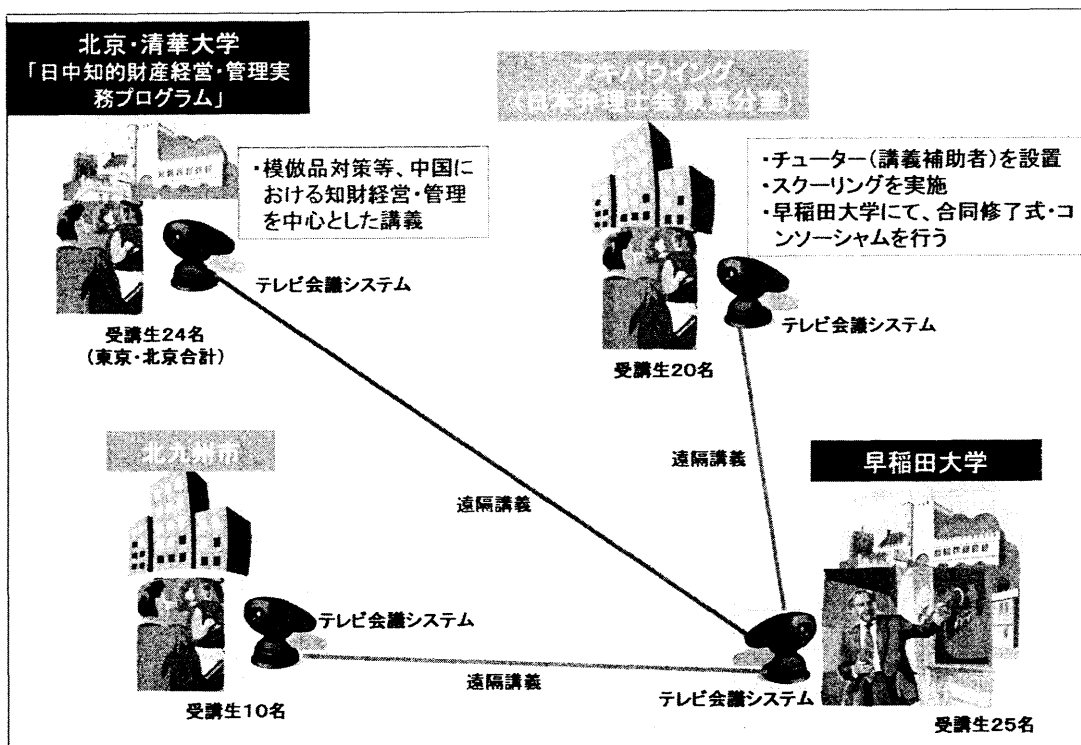 北京・清華大学
「日中知的財産経営・管理実
務プログラム」
・模倣品対策等、中国に
おける知財経営・管理
を中心とした講義
テレビ会議システム
受講生24名
(東京・北京合計)
アキバウイング
(日本弁理士会 東京分室)
・チューター(講義補助者)を設置
・スクーリングを実施
・早稲田大学にて、合同修了式・コ
ンソーシャムを行う
テレビ会議システム
受講生20名
遠隔講義
遠隔講義
北九州市
テレビ会議システム
受講生10名
遠隔講義
早稲田大学
テレビ会議システム
受講生25名